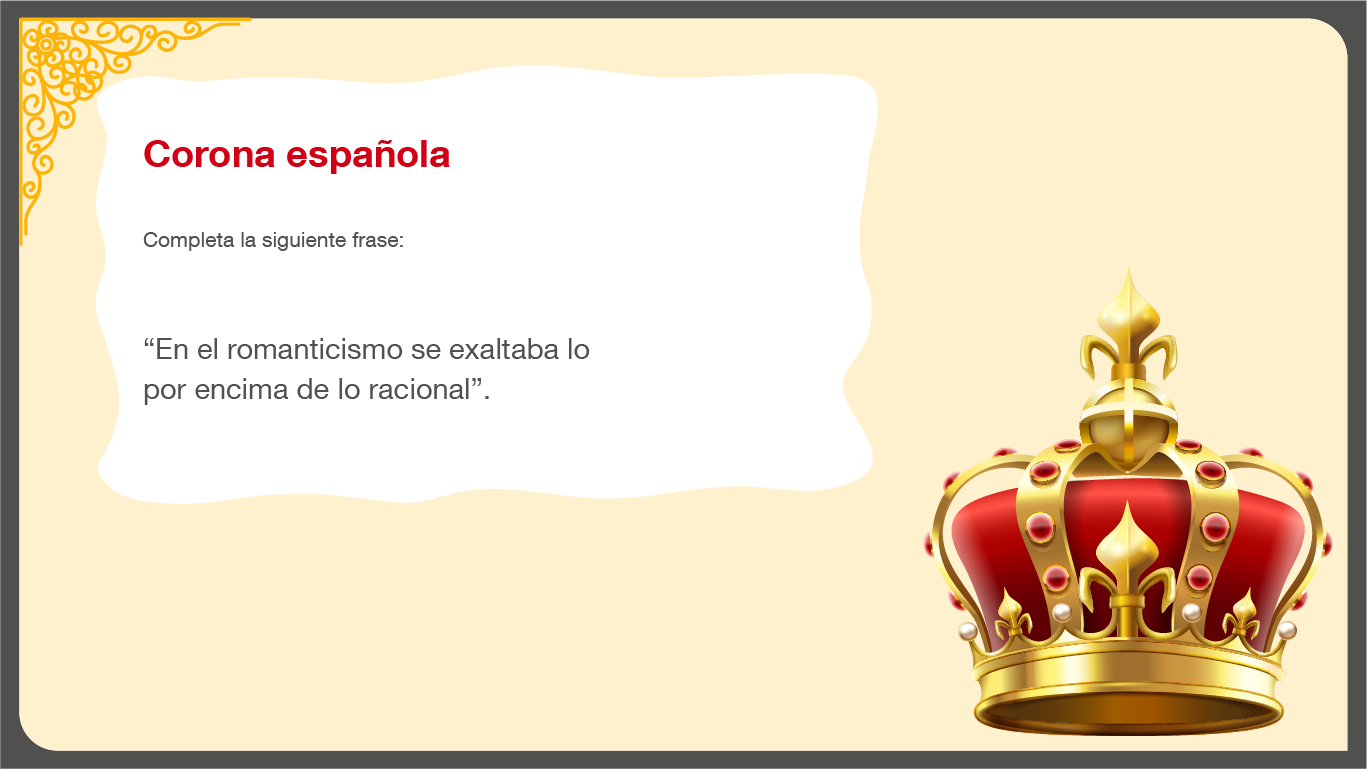 Corona española
Completa la siguiente frase:
“En el romanticismo se exaltaba lo
por encima de lo racional”.